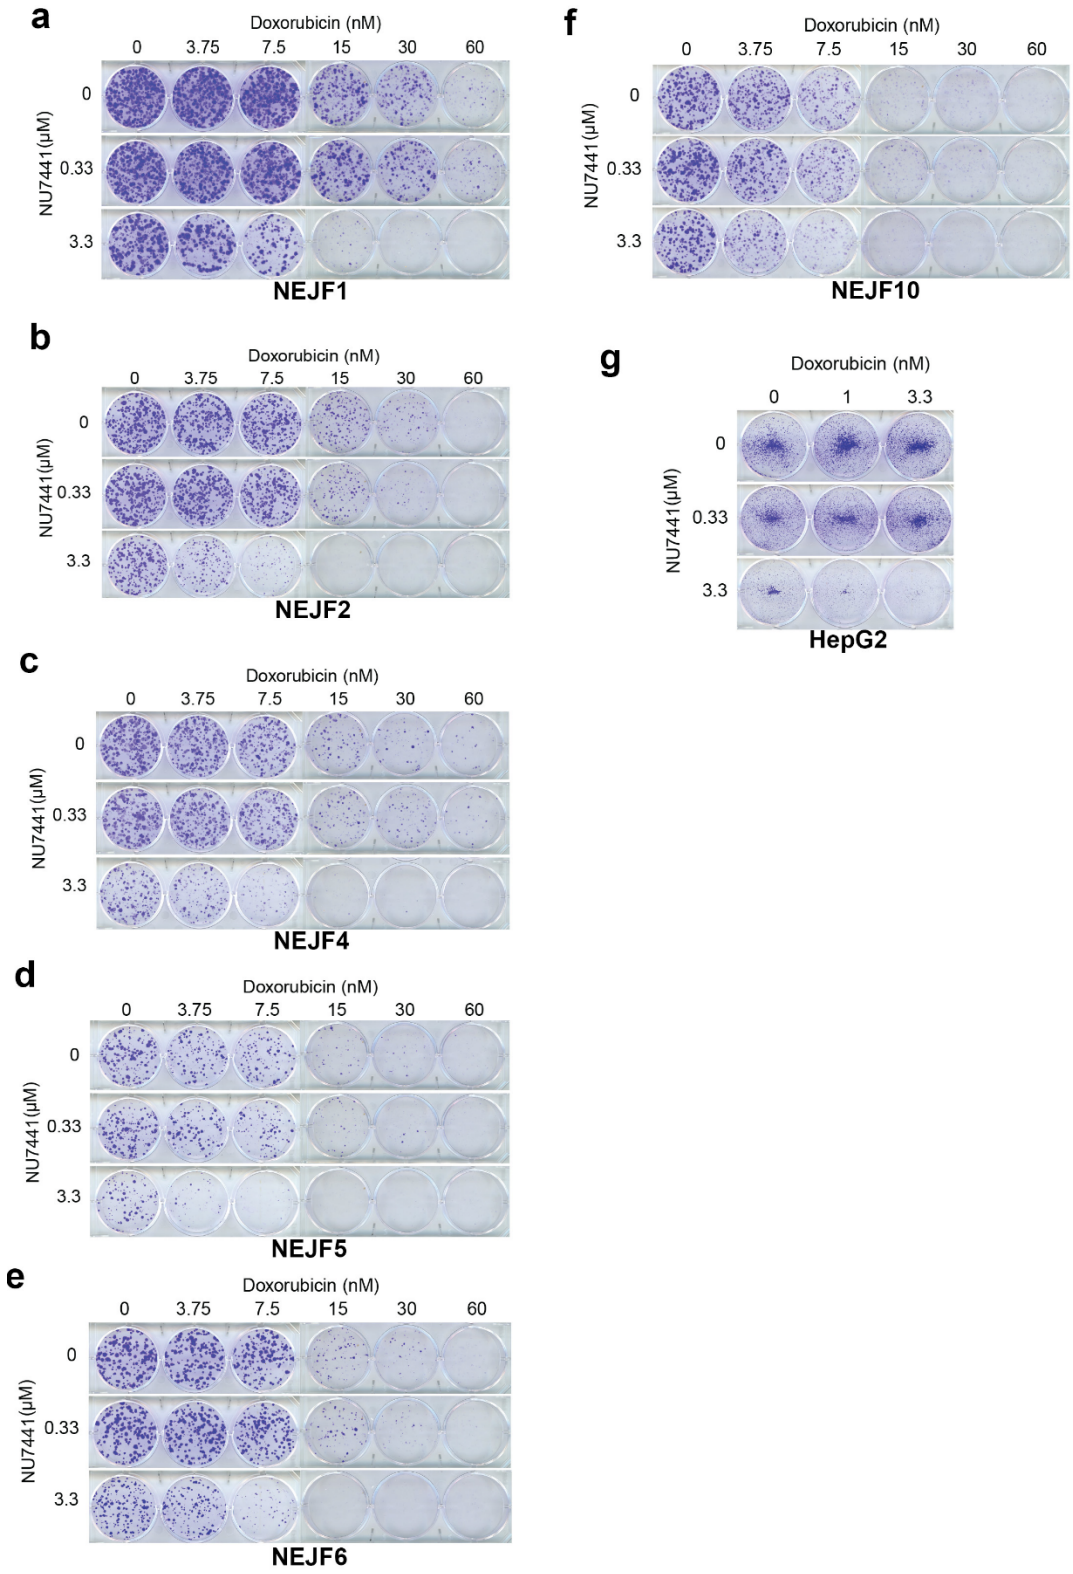 a
Doxorubicin (nM)
0 3.75 7.5 15 30 60
NU7441(µM)
0
0.33
3.3
NEJF1
b
Doxorubicin (nM)
0 3.75 7.5 15 30 60
NU7441(µM)
0
0.33
3.3
NEJF2
c
Doxorubicin (nM)
0 3.75 7.5 15 30 60
NU7441(µM)
0
0.33
3.3
NEJF4
d
Doxorubicin (nM)
0 3.75 7.5 15 30 60
NU7441(µM)
0
0.33
3.3
NEJF5
e
Doxorubicin (nM)
0 3.75 7.5 15 30 60
NU7441(µM)
0
0.33
3.3
NEJF6
f
Doxorubicin (nM)
0 3.75 7.5 15 30 60
NU7441(µM)
0
0.33
3.3
NEJF10
g
Doxorubicin (nM)
0 1 3.3
NU7441(µM)
0
0.33
3.3
HepG2